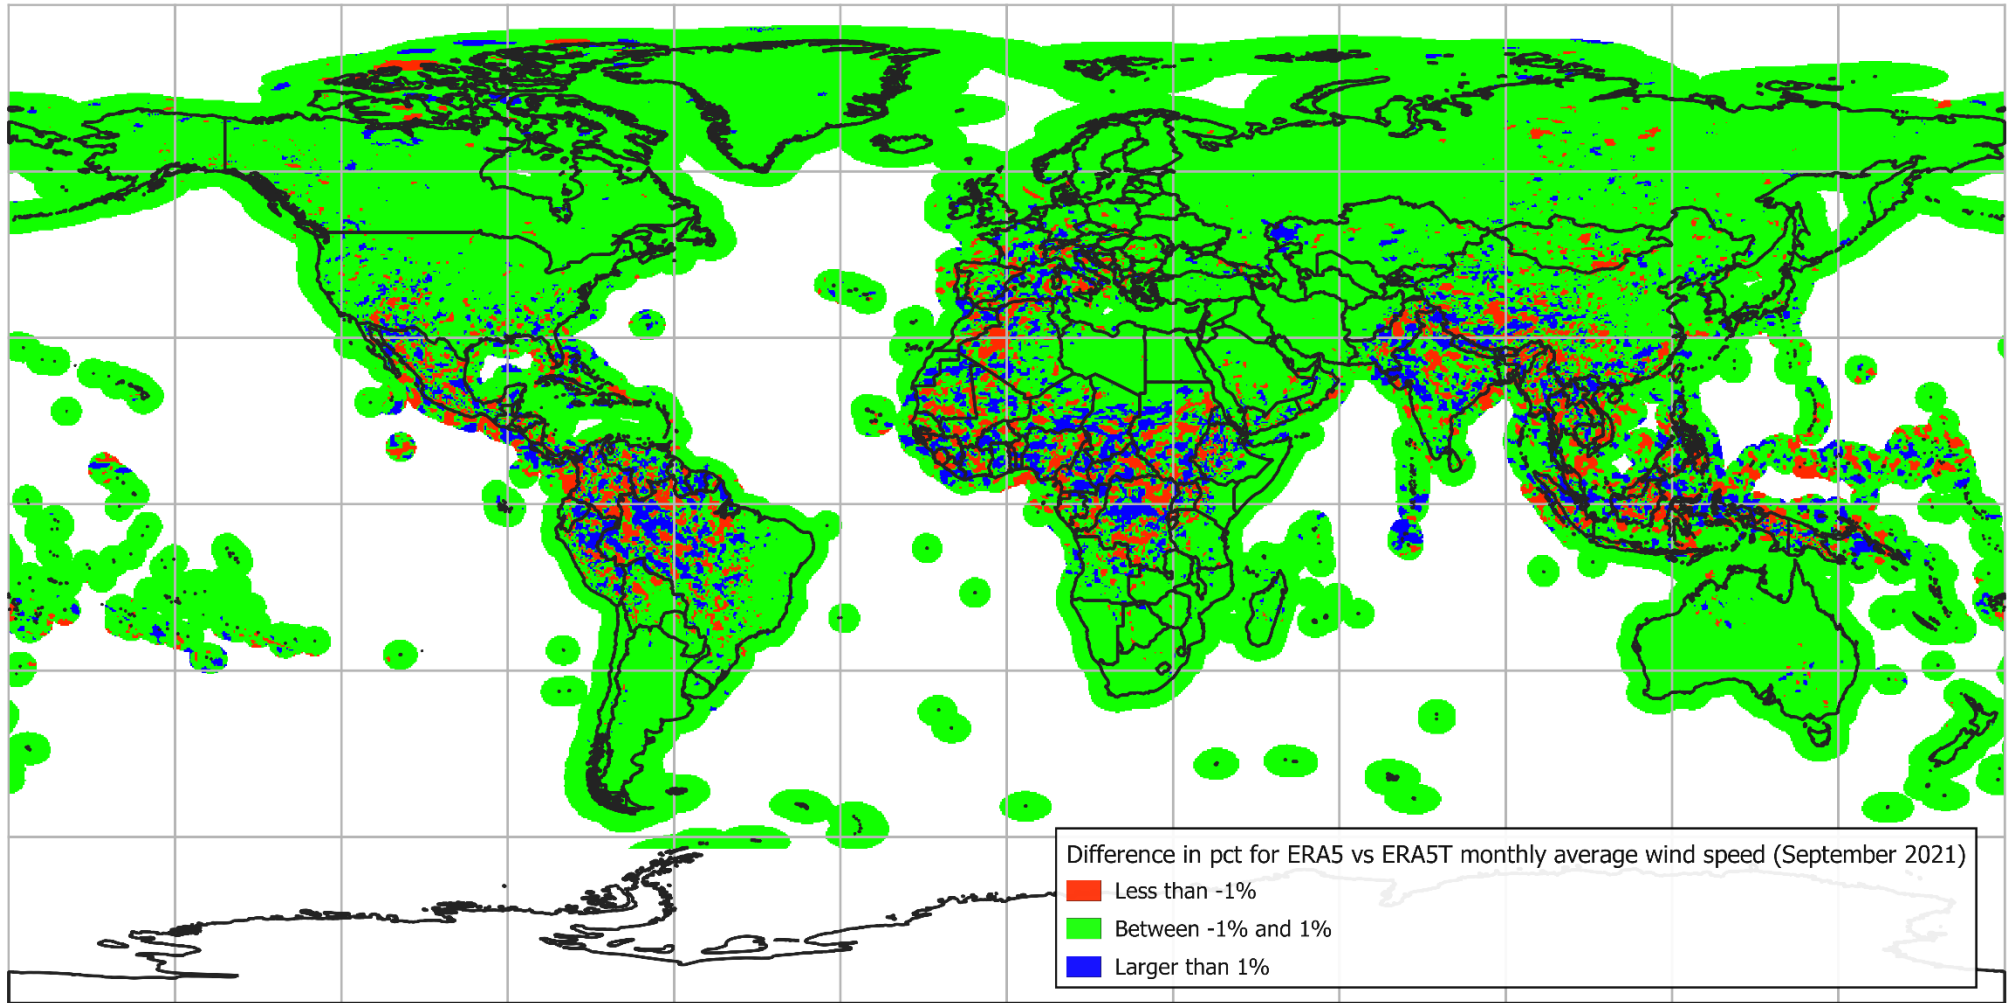 Difference in pct for ERA5 vs ERA5T monthly average wind speed (September 2021)
Less than -1%
Between -1% and 1%
Larger than 1%